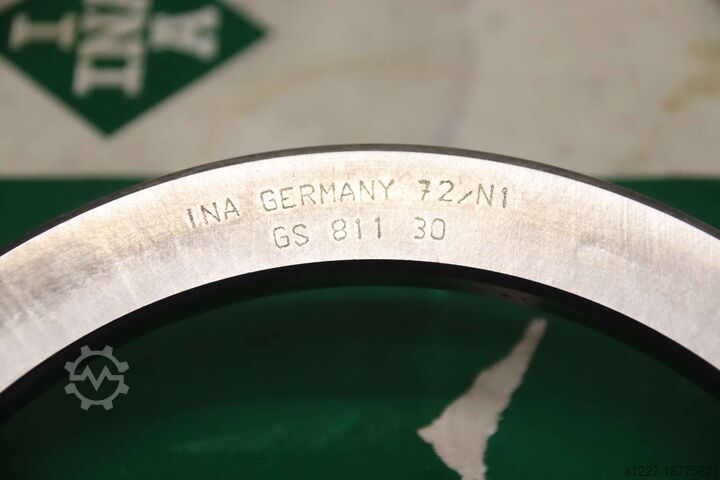 I
INA
A
INA GERMANY 72/N1
GS 811 30
41227-18775821